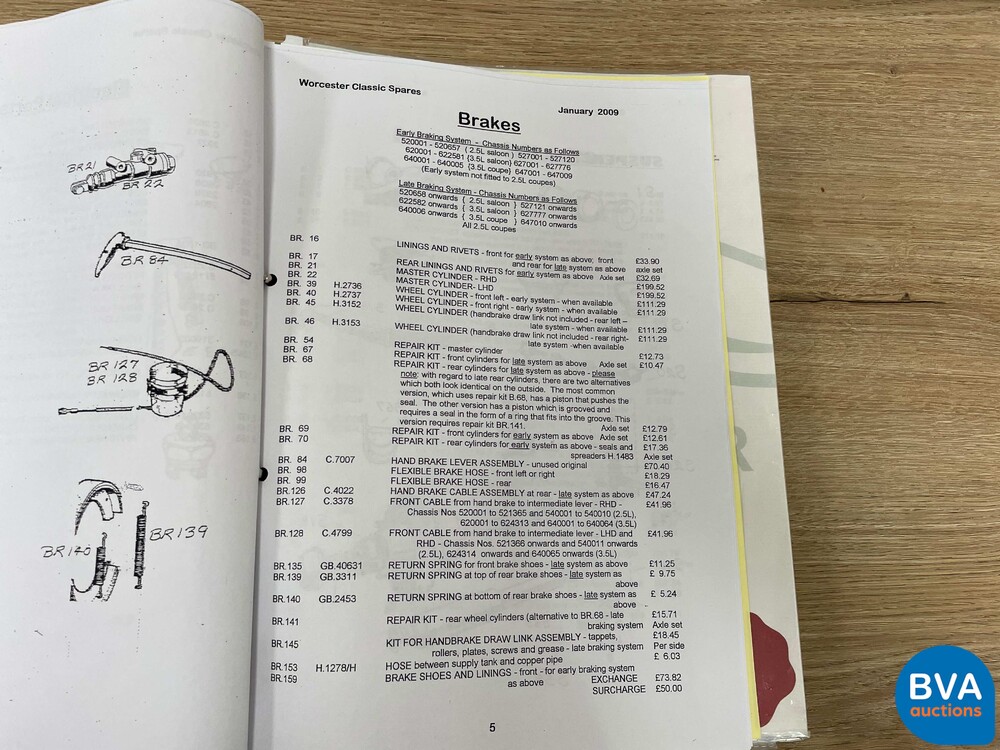 BR21
BR 22
BR 84
BR 127
BR 128
BR 140
BR 139
Worcester Classic Spares
January 2009
Brakes
Early Braking System - Chassis Numbers as Follows
520001 - 520657 ( 2.5L saloon ) 527001 - 527120
620001 - 622581 {3.5L saloon} 627001 - 627776
640001 - 640005 {3.5L coupe} 647001 - 647009
(Early system not fitted to 2.5L coupes)
Late Braking System - Chassis Numbers as Follows
520658 onwards { 2.5L saloon } 527121 onwards
622582 onwards { 3.5L saloon } 627777 onwards
640006 onwards { 3.5L coupe } 647010 onwards
All 2.5L coupes
BR. 16 LININGS AND RIVETS - front for early system as above; front £33.90
and rear for late system as above axle set
BR. 17 REAR LININGS AND RIVETS for early system as above Axle set £32.69
BR. 21 MASTER CYLINDER - RHD £199.52
BR. 22 MASTER CYLINDER- LHD £199.52
BR. 39 H.2736 WHEEL CYLINDER - front left - early system - when available £111.29
BR. 40 H.2737 WHEEL CYLINDER - front right - early system - when available £111.29
BR. 45 H.3152 WHEEL CYLINDER (handbrake draw link not included - rear left –
late system - when available £111.29
BR. 46 H.3153 WHEEL CYLINDER (handbrake draw link not included - rear right- £111.29
late system -when available
BR. 54 REPAIR KIT - master cylinder £12.73
BR. 67 REPAIR KIT - front cylinders for late system as above Axle set £10.47
BR. 68 REPAIR KIT - rear cylinders for late system as above - please
note: with regard to late rear cylinders, there are two alternatives
which both look identical on the outside. The most common
version, which uses repair kit B.68, has a piston that pushes the
seal. The other version has a piston which is grooved and
requires a seal in the form of a ring that fits into the groove. This
version requires repair kit BR.141. Axle set £12.79
BR. 69 REPAIR KIT - front cylinders for early system as above Axle set £12.61
BR. 70 REPAIR KIT - rear cylinders for early system as above - seals and £17.36
spreaders H.1483 Axle set
BR. 84 C.7007 HAND BRAKE LEVER ASSEMBLY - unused original £70.40
BR. 98 FLEXIBLE BRAKE HOSE - front left or right £18.29
BR. 99 FLEXIBLE BRAKE HOSE - rear £16.47
BR.126 C.4022 HAND BRAKE CABLE ASSEMBLY at rear - late system as above £47.24
BR.127 C.3378 FRONT CABLE from hand brake to intermediate lever - RHD - £41.96
Chassis Nos 520001 to 521365 and 540001 to 540010 (2.5L),
620001 to 624313 and 640001 to 640064 (3.5L)
BR.128 C.4799 FRONT CABLE from hand brake to intermediate lever - LHD and £41.96
RHD - Chassis Nos. 521366 onwards and 540011 onwards
(2.5L), 624314 onwards and 640065 onwards (3.5L)
BR.135 GB.40631 RETURN SPRING for front brake shoes - late system as above £11.25
BR.139 GB.3311 RETURN SPRING at top of rear brake shoes - late system as £ 9.75
above
BR.140 GB.2453 RETURN SPRING at bottom of rear brake shoes - late system as £ 5.24
above -
BR.141 REPAIR KIT - rear wheel cylinders (alternative to BR.68 - late £15.71
braking system Axle set
BR.145 KIT FOR HANDBRAKE DRAW LINK ASSEMBLY - tappets, £18.45
rollers, plates, screws and grease - late braking system Per side
BR.153 H.1278/H HOSE between supply tank and copper pipe £ 6.03
BR.159 BRAKE SHOES AND LININGS - front - for early braking system
as above EXCHANGE £73.82
SURCHARGE £50.00
5
BVA
auctions